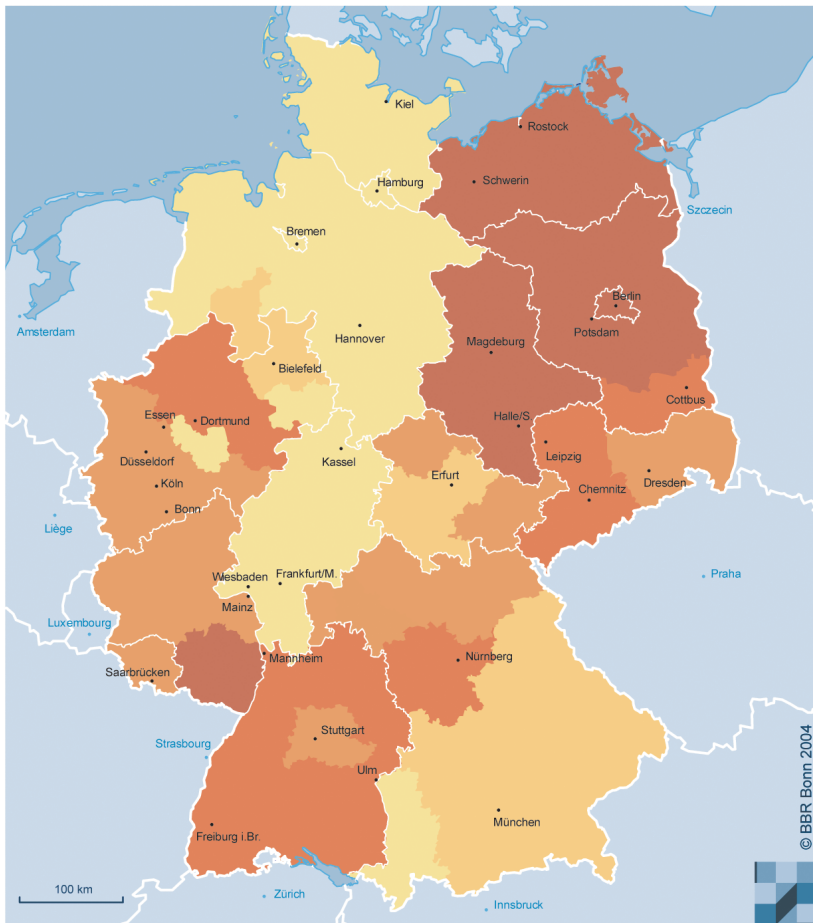 Kiel
Rostock
Hamburg
Schwerin
Szczecin
Bremen
Berlin
Amsterdam
Potsdam
Hannover
Magdeburg
Bielefeld
Cottbus
Essen
Dortmund
Halle/S.
Leipzig
Düsseldorf
Kassel
Köln
Erfurt
Dresden
Chemnitz
Bonn
Liège
Praha
Wiesbaden
Frankfurt/M.
Mainz
Luxembourg
Mannheim
Nürnberg
Saarbrücken
Stuttgart
Strasbourg
Ulm
München
Freiburg i.Br.
© BBR Bonn 2004
100 km
Zürich
Innsbruck